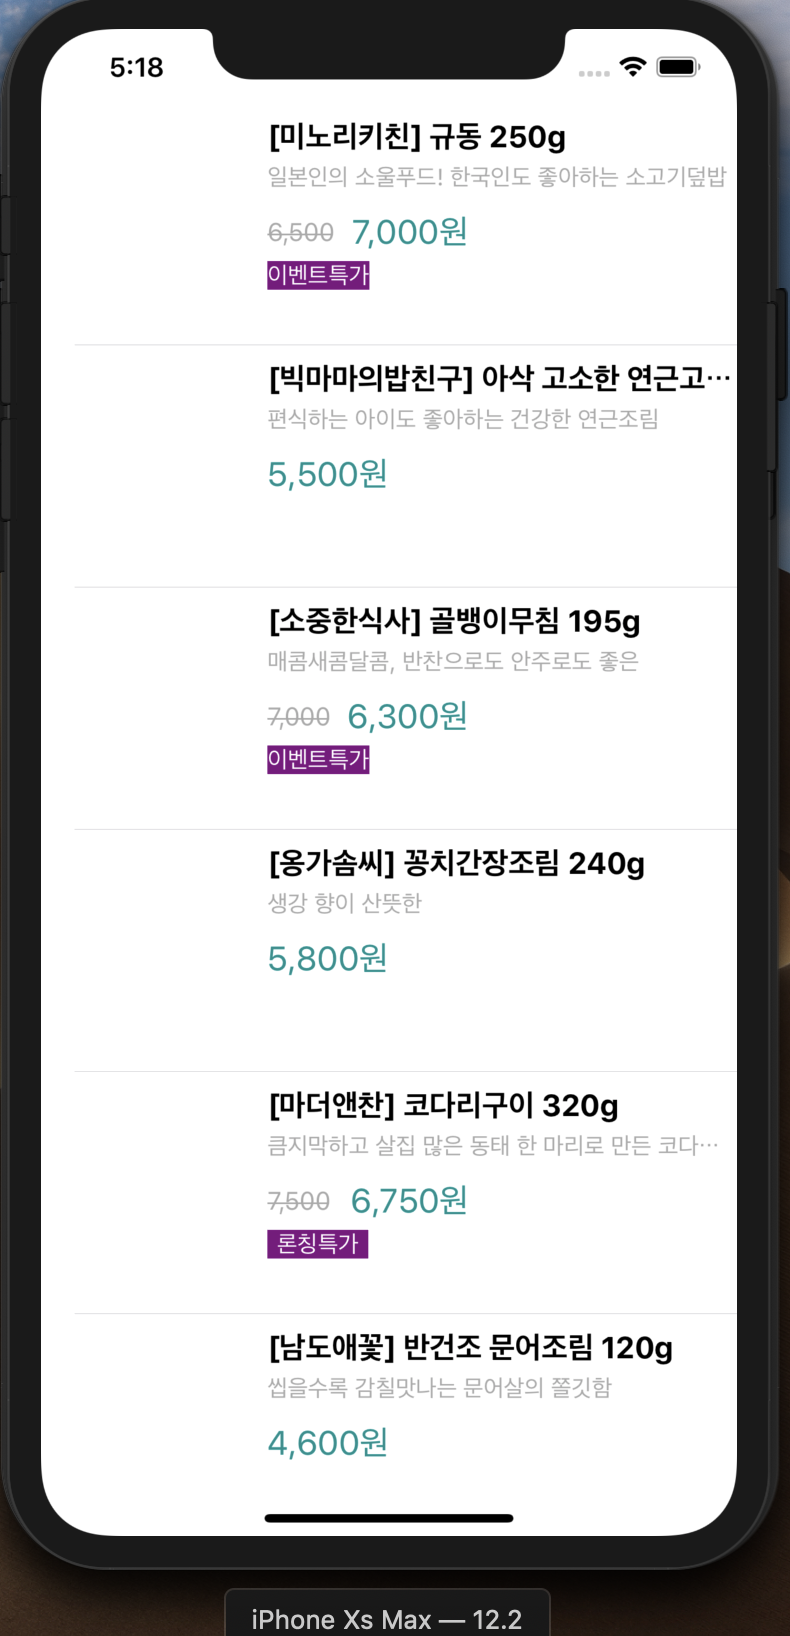 5:18
[미노리키친] 규동 250g
일본인의 소울푸드! 한국인도 좋아하는 소고기덮밥
6,500 7,000원
이벤트특가
[빅마마의밥친구] 아삭 고소한 연근고…
편식하는 아이도 좋아하는 건강한 연근조림
5,500원
[소중한식사] 골뱅이무침 195g
매콤새콤달콤, 반찬으로도 안주로도 좋은
7,000 6,300원
이벤트특가
[옹가솜씨] 꽁치간장조림 240g
생강 향이 산뜻한
5,800원
[마더앤찬] 코다리구이 320g
큼지막하고 살집 많은 동태 한 마리로 만든 코다…
7,500 6,750원
론칭특가
[남도애꽃] 반건조 문어조림 120g
씹을수록 감칠맛나는 문어살의 쫄깃함
4,600원
iPhone Xs Max — 12.2